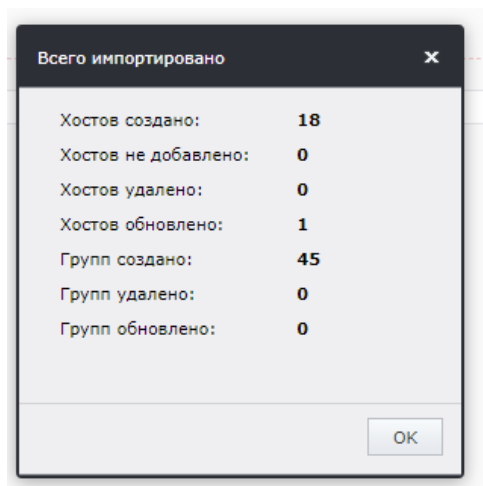 Всего импортировано
Хостов создано: 18
Хостов не добавлено: 0
Хостов удалено: 0
Хостов обновлено: 1
Групп создано: 45
Групп удалено: 0
Групп обновлено: 0
OK